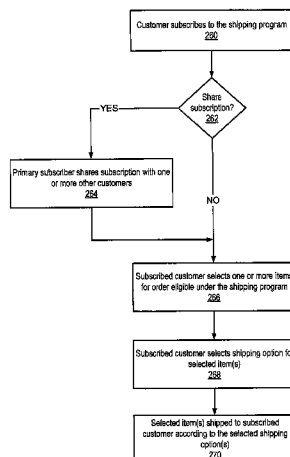 Customer subscribes to the shipping program
260
Share
subscription?
262
YES
Primary subscriber shares subscription with one
or more other customers
264
NO
Subscribed customer selects one or more items
for order eligible under the shipping program
266
Subscribed customer selects shipping option for
selected item(s)
268
Selected item(s) shipped to subscribed
customer according to the selected shipping
option(s)
270